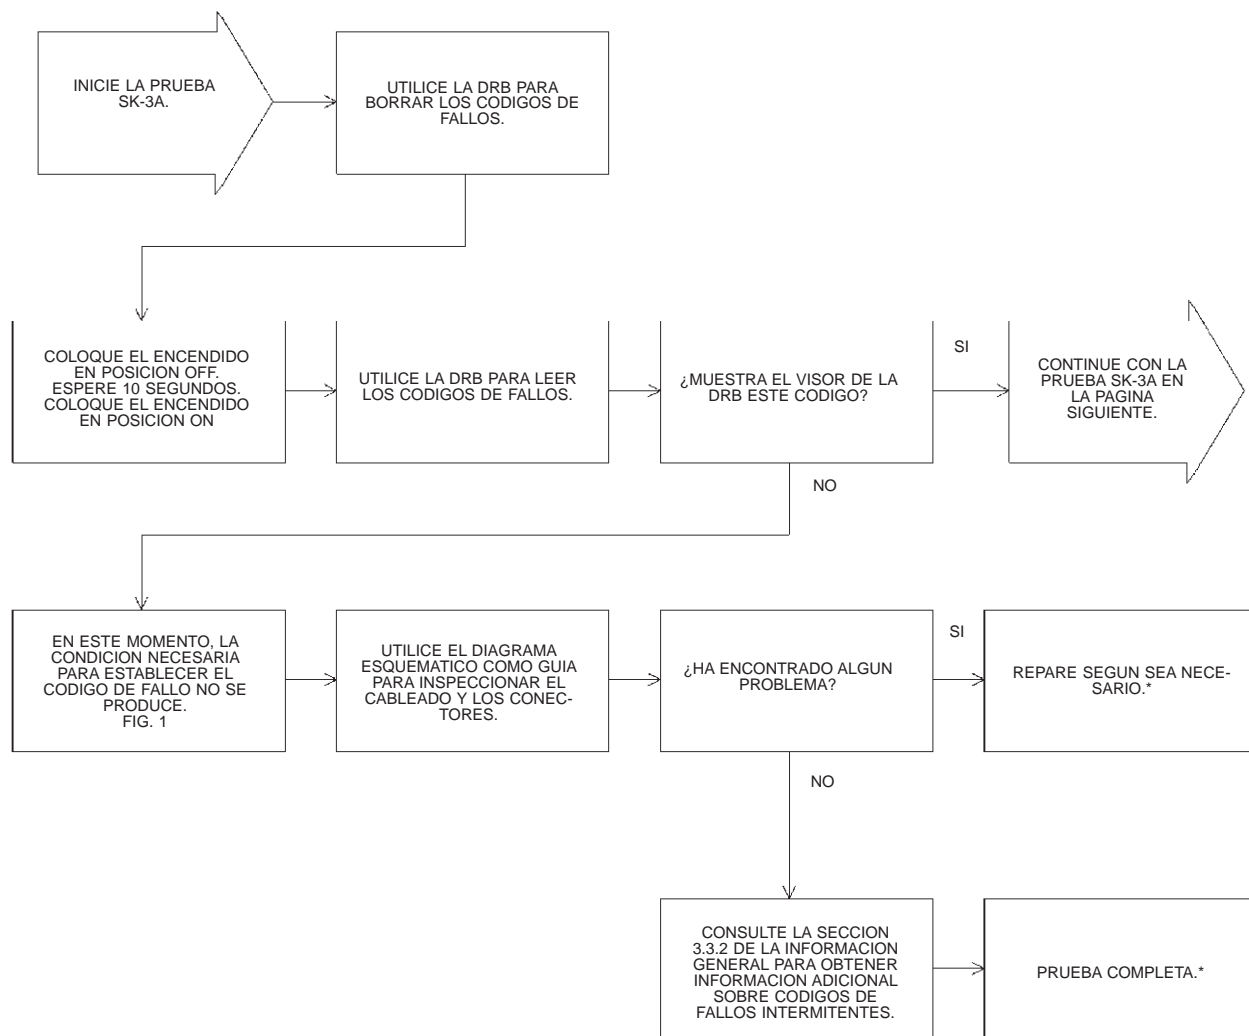 INICIE LA PRUEBA
SK-3A.
UTILICE LA DRB PARA
BORRAR LOS CODIGOS DE
FALLOS.
COLOQUE EL ENCENDIDO
EN POSICION OFF.
ESPERE 10 SEGUNDOS.
COLOQUE EL ENCENDIDO
EN POSICION ON
UTILICE LA DRB PARA LEER
LOS CODIGOS DE FALLOS.
¿MUESTRA EL VISOR DE LA
DRB ESTE CODIGO?
SI
CONTINUE CON LA
PRUEBA SK-3A EN
LA PAGINA
SIGUIENTE.
NO
EN ESTE MOMENTO, LA
CONDICION NECESARIA
PARA ESTABLECER EL
CODIGO DE FALLO NO SE
PRODUCE.
FIG. 1
UTILICE EL DIAGRAMA
ESQUEMATICO COMO GUIA
PARA INSPECCIONAR EL
CABLEADO Y LOS CONEC-
TORES.
¿HA ENCONTRADO ALGUN
PROBLEMA?
SI
REPARE SEGUN SEA NECE-
SARIO.*
NO
CONSULTE LA SECCION
3.3.2 DE LA INFORMACION
GENERAL PARA OBTENER
INFORMACION ADICIONAL
SOBRE CODIGOS DE
FALLOS INTERMITENTES.
PRUEBA COMPLETA.*